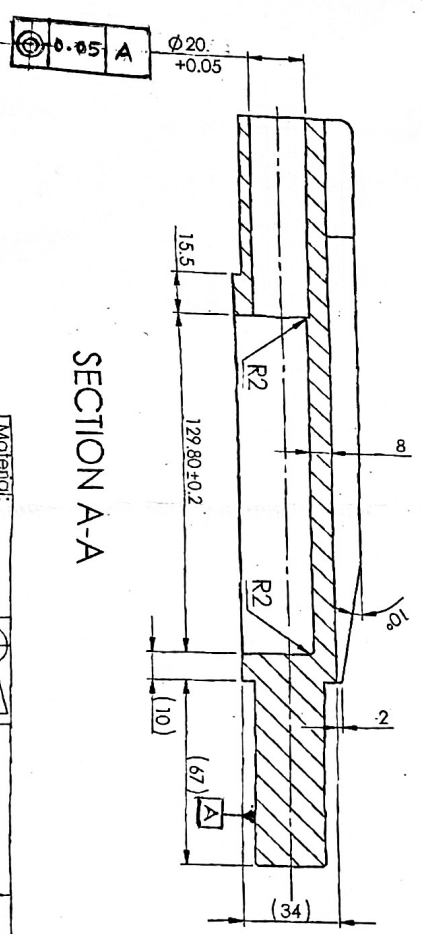 ◎ 0.05 A
Ø20.
+0.05
15.5
R2
129.80±0.2
R2
8
10°
2
(10)
(67)
A
(34)
SECTION A-A
Material: